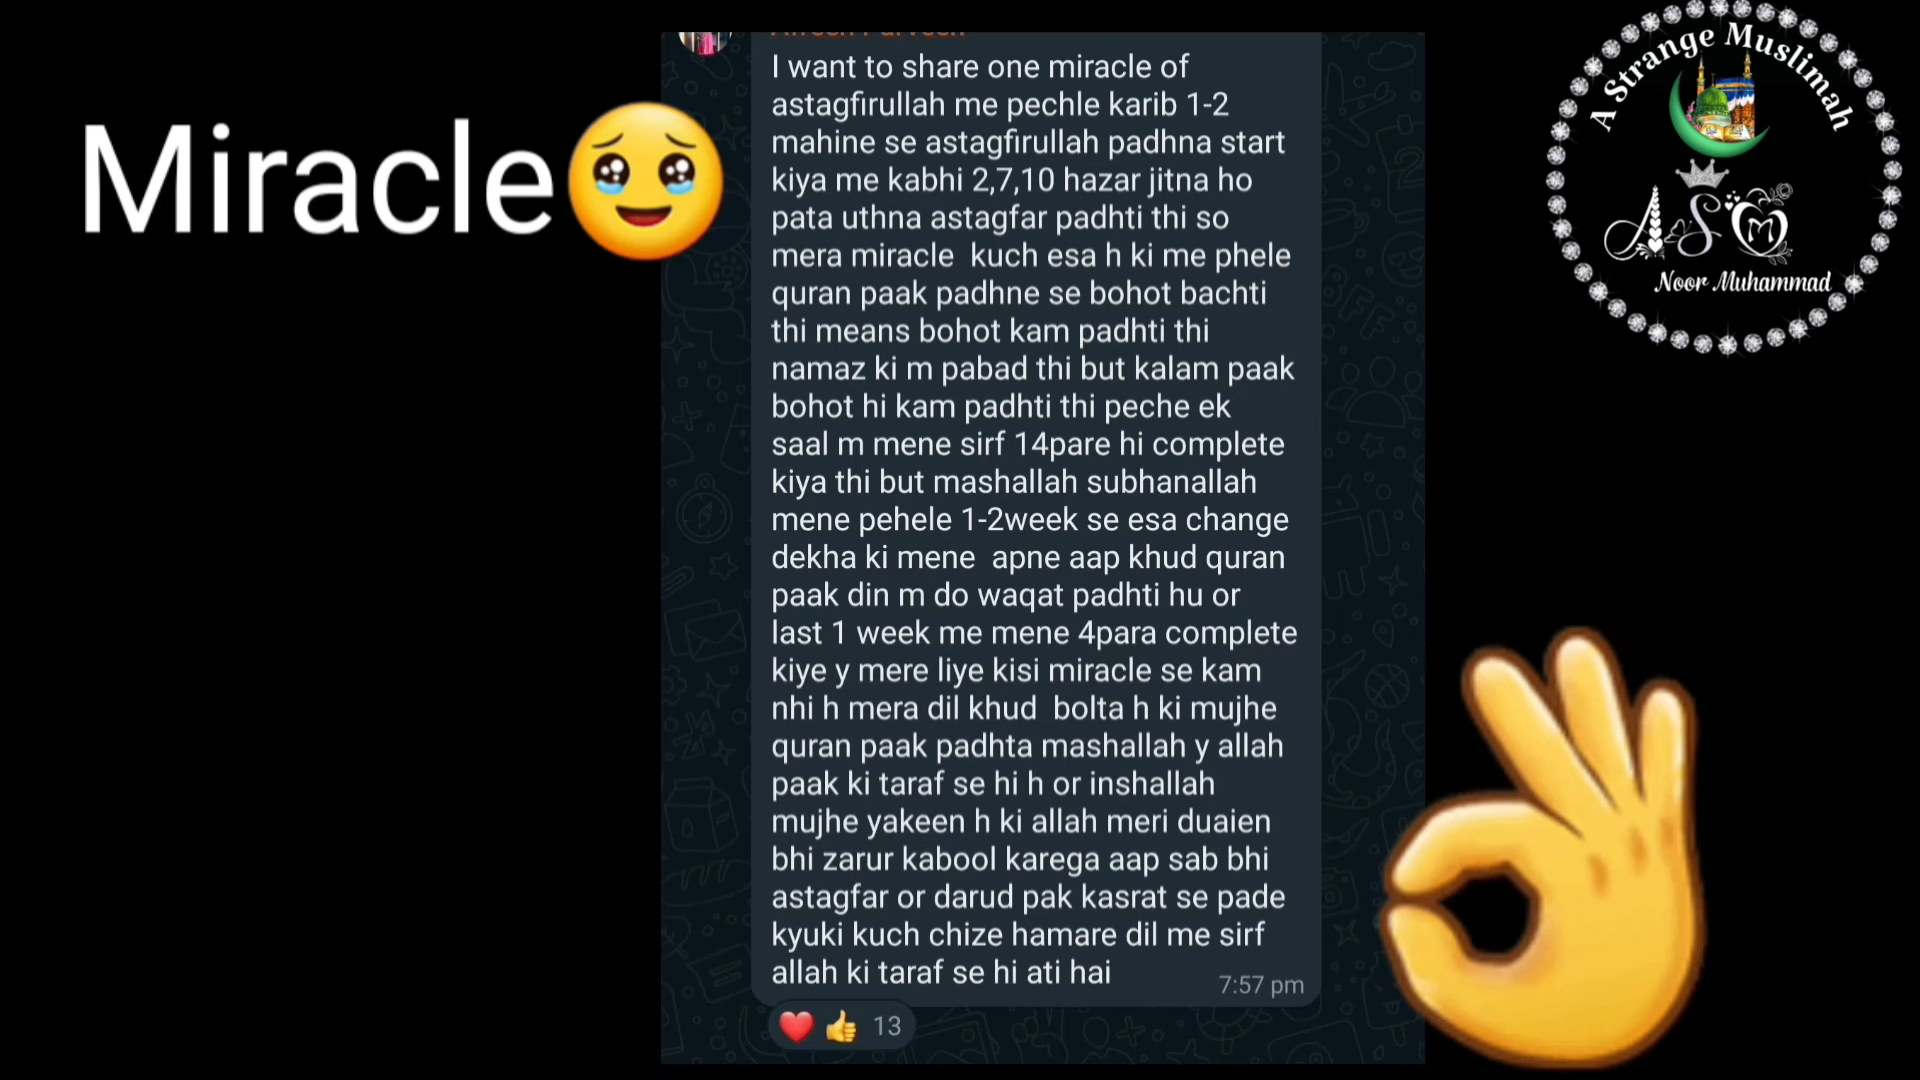 Miracle
I want to share one miracle of
astagfirullah me pechle karib 1-2
mahine se astagfirullah padhna start
kiya me kabhi 2,7,10 hazar jitna ho
pata uthna astagfar padhti thi so
mera miracle kuch esa h ki me phele
quran paak padhne se bohot bachti
thi means bohot kam padhti thi
namaz ki m pabad thi but kalam paak
bohot hi kam padhti thi peche ek
saal m mene sirf 14pare hi complete
kiya thi but mashallah subhanallah
mene pehele 1-2week se esa change
dekha ki mene apne aap khud quran
paak din m do waqat padhti hu or
last 1 week me mene 4para complete
kiye y mere liye kisi miracle se kam
nhi h mera dil khud bolta h ki mujhe
quran paak padhta mashallah y allah
paak ki taraf se hi h or inshallah
mujhe yakeen h ki allah meri duaien
bhi zarur kabool karega aap sab bhi
astagfar or darud pak kasrat se pade
kyuki kuch chize hamare dil me sirf
allah ki taraf se hi ati hai
7:57 pm
13
A Strange Muslimah
ASM
Noor Muhammad